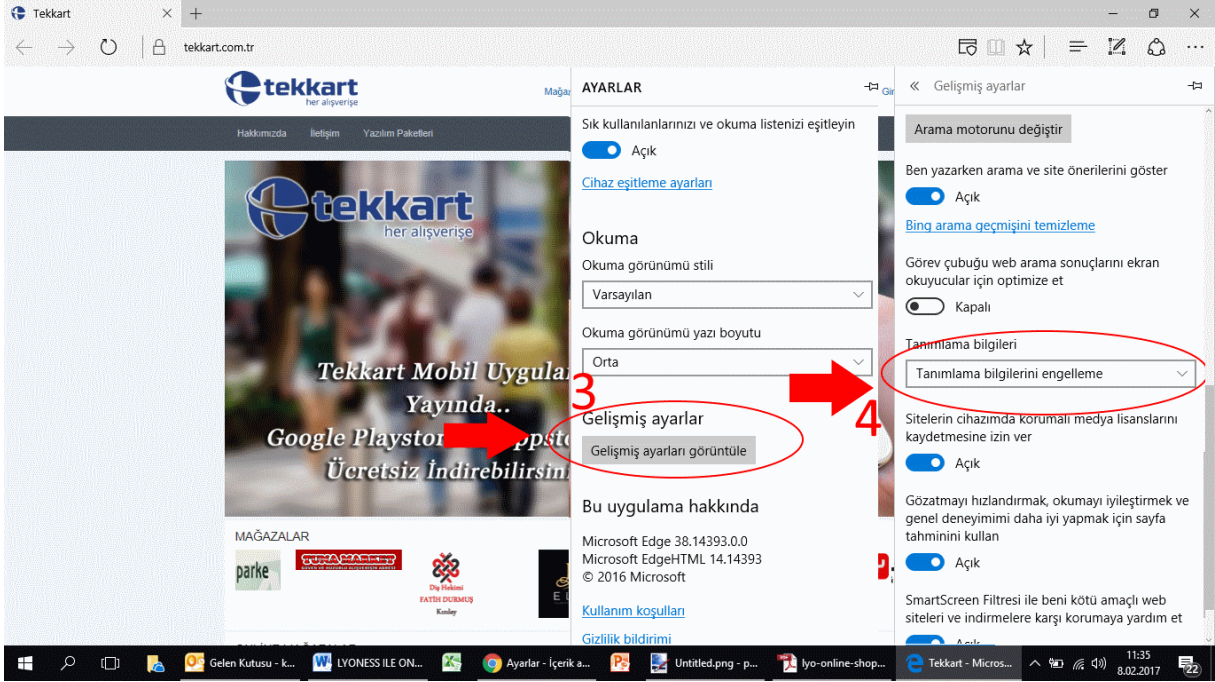 Tekkart
tekkart.com.tr
tekkart
her alışverişe
Hakkımızda İletişim Yazılım Paketleri
tekkart
her alışverişe
Tekkart Mobil Uygula
Yayında..
Google Playsto
ppsto
Ücretsiz İndirebilirsin
MAĞAZALAR
parke
TUNA MARKET
Diş Hekimi
FATİH DURMUŞ
Kızılay
AYARLAR
Sık kullanılanlarınızı ve okuma listenizi eşitleyin
Açık
Cihaz eşitleme ayarları
Okuma
Okuma görünümü stili
Varsayılan
Okuma görünümü yazı boyutu
Orta
3
Gelişmiş ayarlar
Gelişmiş ayarları görüntüle
Bu uygulama hakkında
Microsoft Edge 38.14393.0.0
Microsoft EdgeHTML 14.14393
© 2016 Microsoft
Kullanım koşulları
Gizlilik bildirimi
« Gelişmiş ayarlar
Arama motorunu değiştir
Ben yazarken arama ve site önerilerini göster
Açık
Bing arama geçmişini temizleme
Görev çubuğu web arama sonuçlarını ekran
okuyucular için optimize et
Kapalı
Tanımlama bilgileri
Tanımlama bilgilerini engelleme
4
Sitelerin cihazımda korumalı medya lisanslarını
kaydetmesine izin ver
Açık
Gözatmayı hızlandırmak, okumayı iyileştirmek ve
genel deneyimimi daha iyi yapmak için sayfa
tahminini kullan
Açık
SmartScreen Filtresi ile beni kötü amaçlı web
siteleri ve indirmelere karşı korumaya yardım et
Açık
Gelen Kutusu - k...
LYONESS ILE ON...
Ayarlar - İçerik a...
Untitled.png - p...
lyo-online-shop...
Tekkart - Micros...
11:35
8.02.2017
22